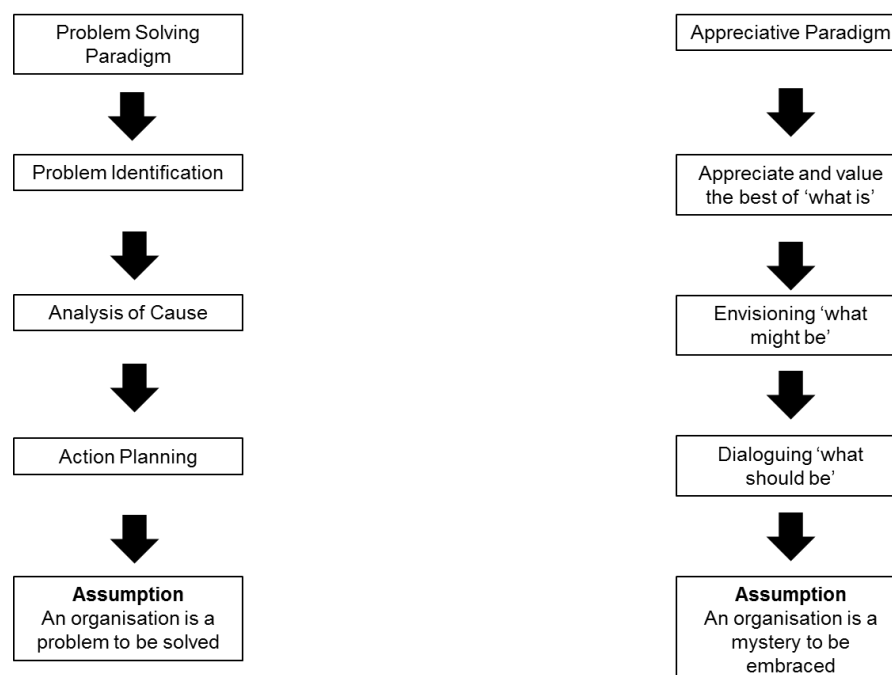 Problem Solving
Paradigm
Problem Identification
Analysis of Cause
Action Planning
Assumption
An organisation is a
problem to be solved
Appreciative Paradigm
Appreciate and value
the best of ‘what is’
Envisioning ‘what
might be’
Dialoguing ‘what
should be’
Assumption
An organisation is a
mystery to be
embraced